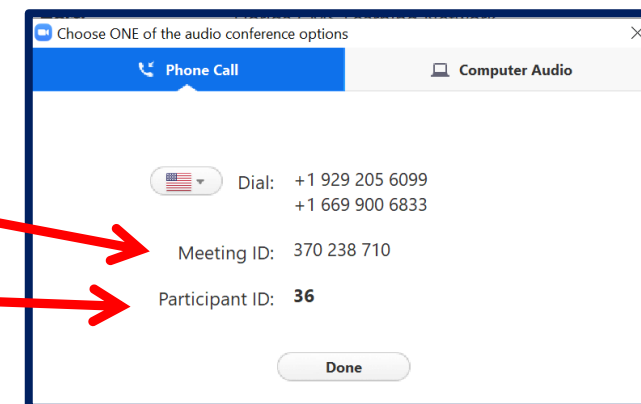 Choose ONE of the audio conference options
Phone Call
Computer Audio
Dial: +1 929 205 6099
+1 669 900 6833
Meeting ID: 370 238 710
Participant ID: 36
Done